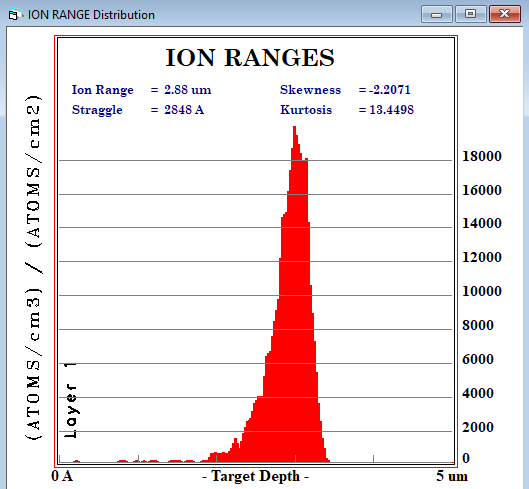 ION RANGE Distribution
ION RANGES
Ion Range = 2.88 um Skewness = -2.2071
Straggle = 2848 A Kurtosis = 13.4498
(ATOMS/cm3) / (ATOMS/cm2)
18000
16000
14000
12000
10000
8000
6000
4000
2000
0
Layer 1
0 A - Target Depth - 5 um